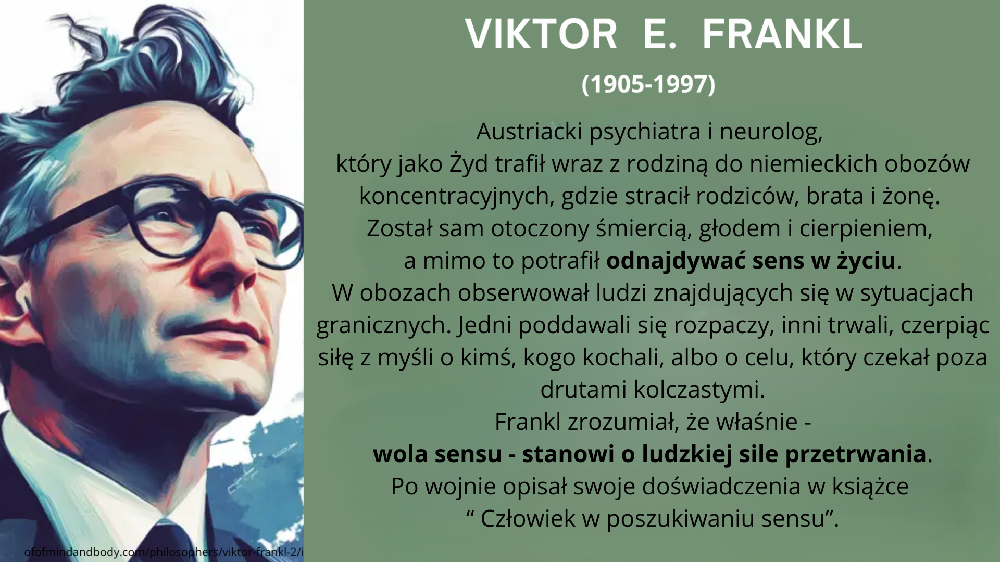 VIKTOR E. FRANKL
(1905-1997)
Austriacki psychiatra i neurolog,
który jako Żyd trafił wraz z rodziną do niemieckich obozów
koncentracyjnych, gdzie stracił rodziców, brata i żonę.
Został sam otoczony śmiercią, głodem i cierpieniem,
a mimo to potrafił odnajdywać sens w życiu.
W obozach obserwował ludzi znajdujących się w sytuacjach
granicznych. Jedni poddawali się rozpaczy, inni trwali, czerpiąc
siłę z myśli o kimś, kogo kochali, albo o celu, który czekał poza
drutami kolczastymi.
Frankl zrozumiał, że właśnie -
wola sensu - stanowi o ludzkiej sile przetrwania.
Po wojnie opisał swoje doświadczenia w książce
“ Człowiek w poszukiwaniu sensu”.
ofofmindandbody.com/philosophers/viktor-frankl-2/i